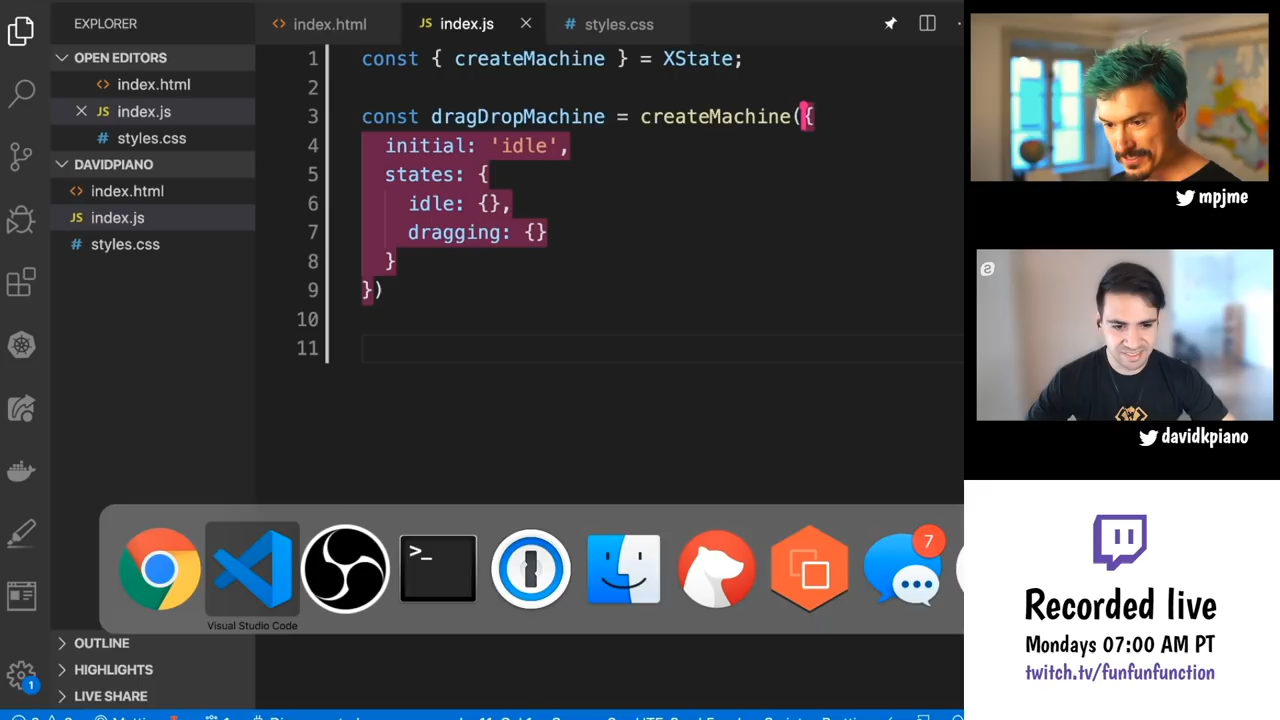 EXPLORER
OPEN EDITORS
<> index.html
JS index.js
# styles.css
DAVIDPIANO
<> index.html
JS index.js
# styles.css
OUTLINE
HIGHLIGHTS
LIVE SHARE
1
<> index.html
JS index.js
# styles.css
1 const { createMachine } = XState;
2
3 const dragDropMachine = createMachine({
4 initial: 'idle',
5 states: {
6 idle: {},
7 dragging: {}
8 }
9 })
10
11
>_
7
Visual Studio Code
mpjme
davidkpiano
Recorded live
Mondays 07:00 AM PT
twitch.tv/funfunfunction